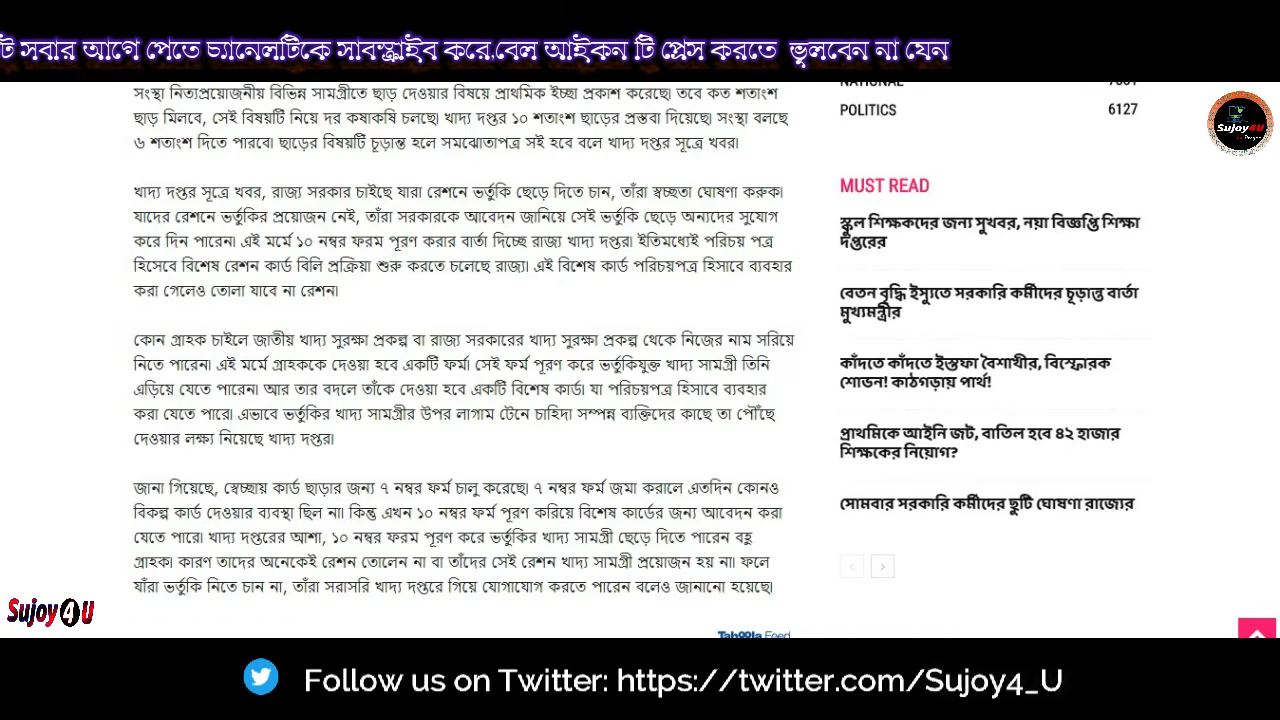 টি সবার আগে পেতে চ্যানেলটিকে সাবস্ক্রাইব করে,বেল আইকন টি প্রেস করতে ভুলবেন না যেন
সংস্থা নিত্যপ্রয়োজনীয় বিভিন্ন সামগ্রীতে ছাড় দেওয়ার বিষয়ে প্রাথমিক ইচ্ছা প্রকাশ করেছে। তবে কত শতাংশ
ছাড় মিলবে, সেই বিষয়টি নিয়ে দর কষাকষি চলছে। খাদ্য দপ্তর ১০ শতাংশ ছাড়ের প্রস্তবা দিয়েছে। সংস্থা বলছে
৬ শতাংশ দিতে পারবে। ছাড়ের বিষয়টি চূড়ান্ত হলে সমঝোতাপত্র সই হবে বলে খাদ্য দপ্তর সূত্রে খবর।
খাদ্য দপ্তর সূত্রে খবর, রাজ্য সরকার চাইছে যারা রেশনে ভর্তুকি ছেড়ে দিতে চান, তাঁরা স্বচ্ছতা ঘোষণা করুক।
যাদের রেশনে ভর্তুকির প্রয়োজন নেই, তাঁরা সরকারকে আবেদন জানিয়ে সেই ভর্তুকি ছেড়ে অন্যদের সুযোগ
করে দিন পারেন। এই মর্মে ১০ নম্বর ফরম পূরণ করার বার্তা দিচ্ছে রাজ্য খাদ্য দপ্তর। ইতিমধ্যেই পরিচয় পত্র
হিসেবে বিশেষ রেশন কার্ড বিলি প্রক্রিয়া শুরু করতে চলেছে রাজ্য। এই বিশেষ কার্ড পরিচয়পত্র হিসাবে ব্যবহার
করা গেলেও তোলা যাবে না রেশন।
কোন গ্রাহক চাইলে জাতীয় খাদ্য সুরক্ষা প্রকল্প বা রাজ্য সরকারের খাদ্য সুরক্ষা প্রকল্প থেকে নিজের নাম সরিয়ে
নিতে পারেন। এই মর্মে গ্রাহককে দেওয়া হবে একটি ফর্ম। সেই ফর্ম পূরণ করে ভর্তুকিযুক্ত খাদ্য সামগ্রী তিনি
এড়িয়ে যেতে পারেন। আর তার বদলে তাঁকে দেওয়া হবে একটি বিশেষ কার্ড। যা পরিচয়পত্র হিসাবে ব্যবহার
করা যেতে পারে। এভাবে ভর্তুকির খাদ্য সামগ্রীর উপর লাগাম টেনে চাহিদা সম্পন্ন ব্যক্তিদের কাছে তা পৌঁছে
দেওয়ার লক্ষ্য নিয়েছে খাদ্য দপ্তর।
জানা গিয়েছে, স্বেচ্ছায় কার্ড ছাড়ার জন্য ৭ নম্বর ফর্ম চালু করেছে। ৭ নম্বর ফর্ম জমা করালে এতদিন কোনও
বিকল্প কার্ড দেওয়ার ব্যবস্থা ছিল না। কিন্তু এখন ১০ নম্বর ফর্ম পূরণ করিয়ে বিশেষ কার্ডের জন্য আবেদন করা
যেতে পারে। খাদ্য দপ্তরের আশা, ১০ নম্বর ফরম পূরণ করে ভর্তুকির খাদ্য সামগ্রী ছেড়ে দিতে পারেন বহু
গ্রাহক। কারণ তাদের অনেকেই রেশন তোলেন না বা তাঁদের সেই রেশন খাদ্য সামগ্রী প্রয়োজন হয় না। ফলে
যাঁরা ভর্তুকি নিতে চান না, তাঁরা সরাসরি খাদ্য দপ্তরে গিয়ে যোগাযোগ করতে পারেন বলেও জানানো হয়েছে।
Taboola Feed
NATIONAL 7081
POLITICS 6127
MUST READ
স্কুল শিক্ষকদের জন্য সুখবর, নয়া বিজ্ঞপ্তি শিক্ষা
দপ্তরের
বেতন বৃদ্ধি ইস্যুতে সরকারি কর্মীদের চূড়ান্ত বার্তা
মুখ্যমন্ত্রীর
কাঁদতে কাঁদতে ইস্তফা বৈশাখীর, বিস্ফোরক
শোভন! কাঠগড়ায় পার্থ!
প্রাথমিকে আইনি জট, বাতিল হবে ৪২ হাজার
শিক্ষকের নিয়োগ?
সোমবার সরকারি কর্মীদের ছুটি ঘোষণা রাজ্যের
Sujoy4U
Sujoy4U
Follow us on Twitter: https://twitter.com/Sujoy4_U